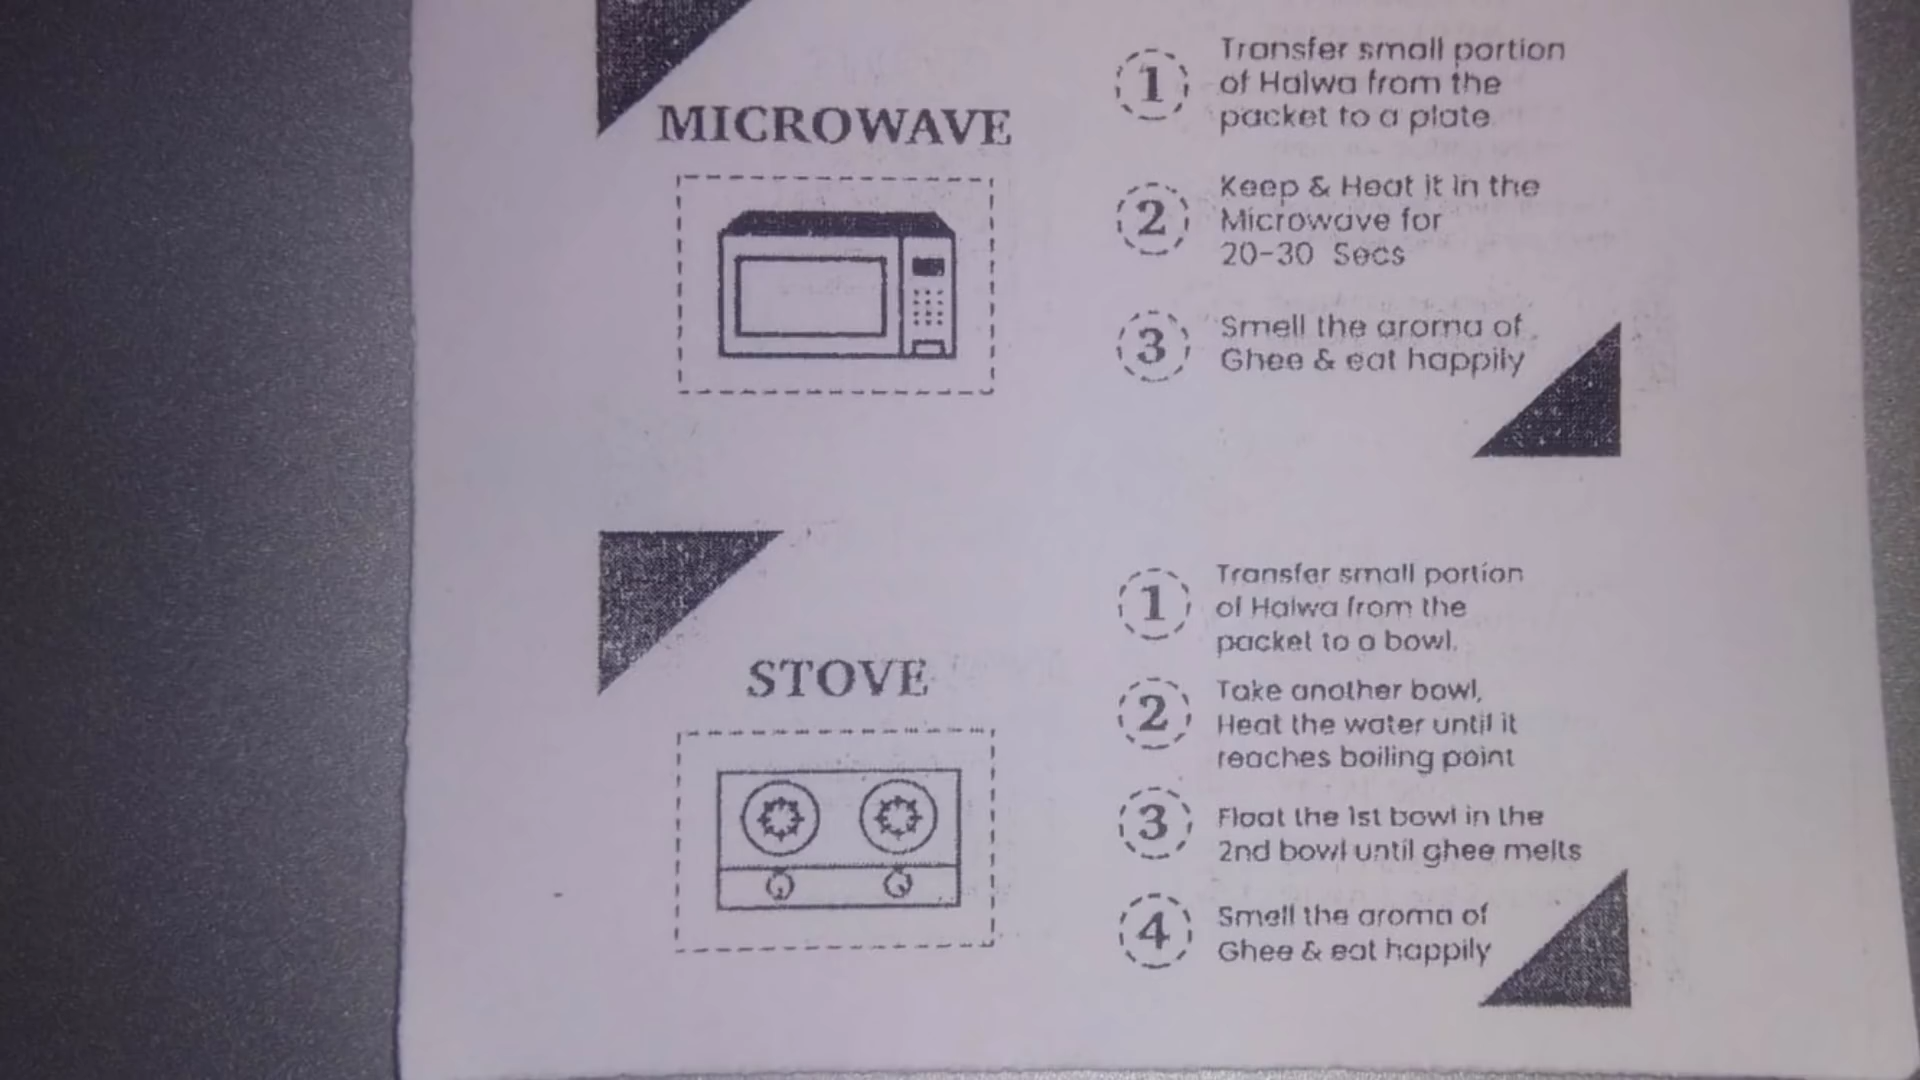 MICROWAVE
1
Transfer small portion
of Halwa from the
packet to a plate
2
Keep & Heat it in the
Microwave for
20-30 Secs
3
Smell the aroma of
Ghee & eat happily
STOVE
1
Transfer small portion
of Halwa from the
packet to a bowl.
2
Take another bowl,
Heat the water until it
reaches boiling point
3
Float the 1st bowl in the
2nd bowl until ghee melts
4
Smell the aroma of
Ghee & eat happily